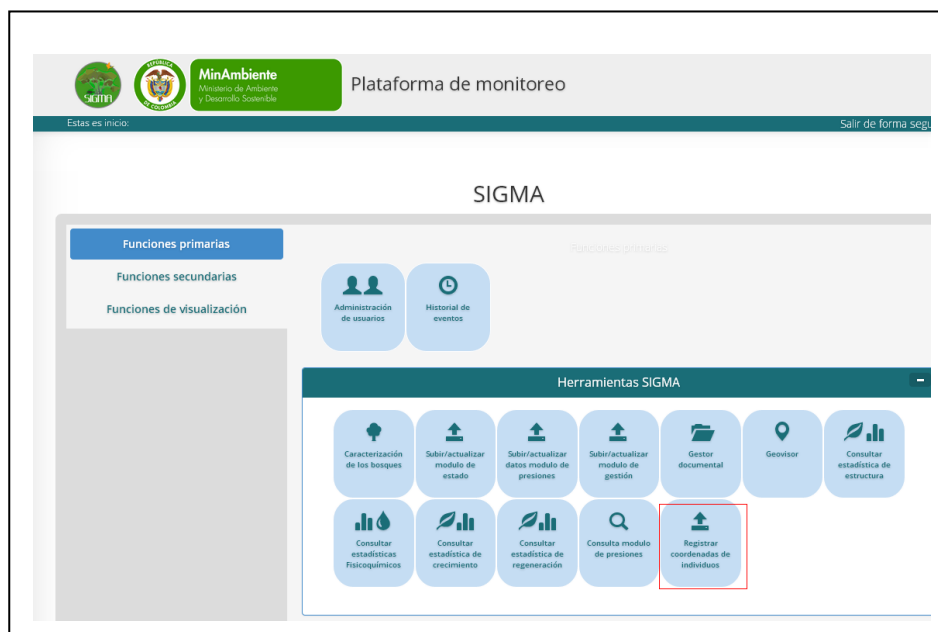 SIGMA
REPÚBLICA
DE COLOMBIA
MinAmbiente
Ministerio de Ambiente
y Desarrollo Sostenible
Plataforma de monitoreo
Estas es inicio:
Salir de forma segu
SIGMA
Funciones primarias
Funciones secundarias
Funciones de visualización
Funciones primarias
Administración
de usuarios
Historial de
eventos
Herramientas SIGMA
Caracterización
de los bosques
Subir/actualizar
modulo de
estado
Subir/actualizar
datos modulo de
presiones
Subir/actualizar
modulo de
gestión
Gestor
documental
Geovisor
Consultar
estadística de
estructura
Consultar
estadísticas
Fisicoquímicos
Consultar
estadística de
crecimiento
Consultar
estadística de
regeneración
Consulta modulo
de presiones
Registrar
coordenadas de
individuos